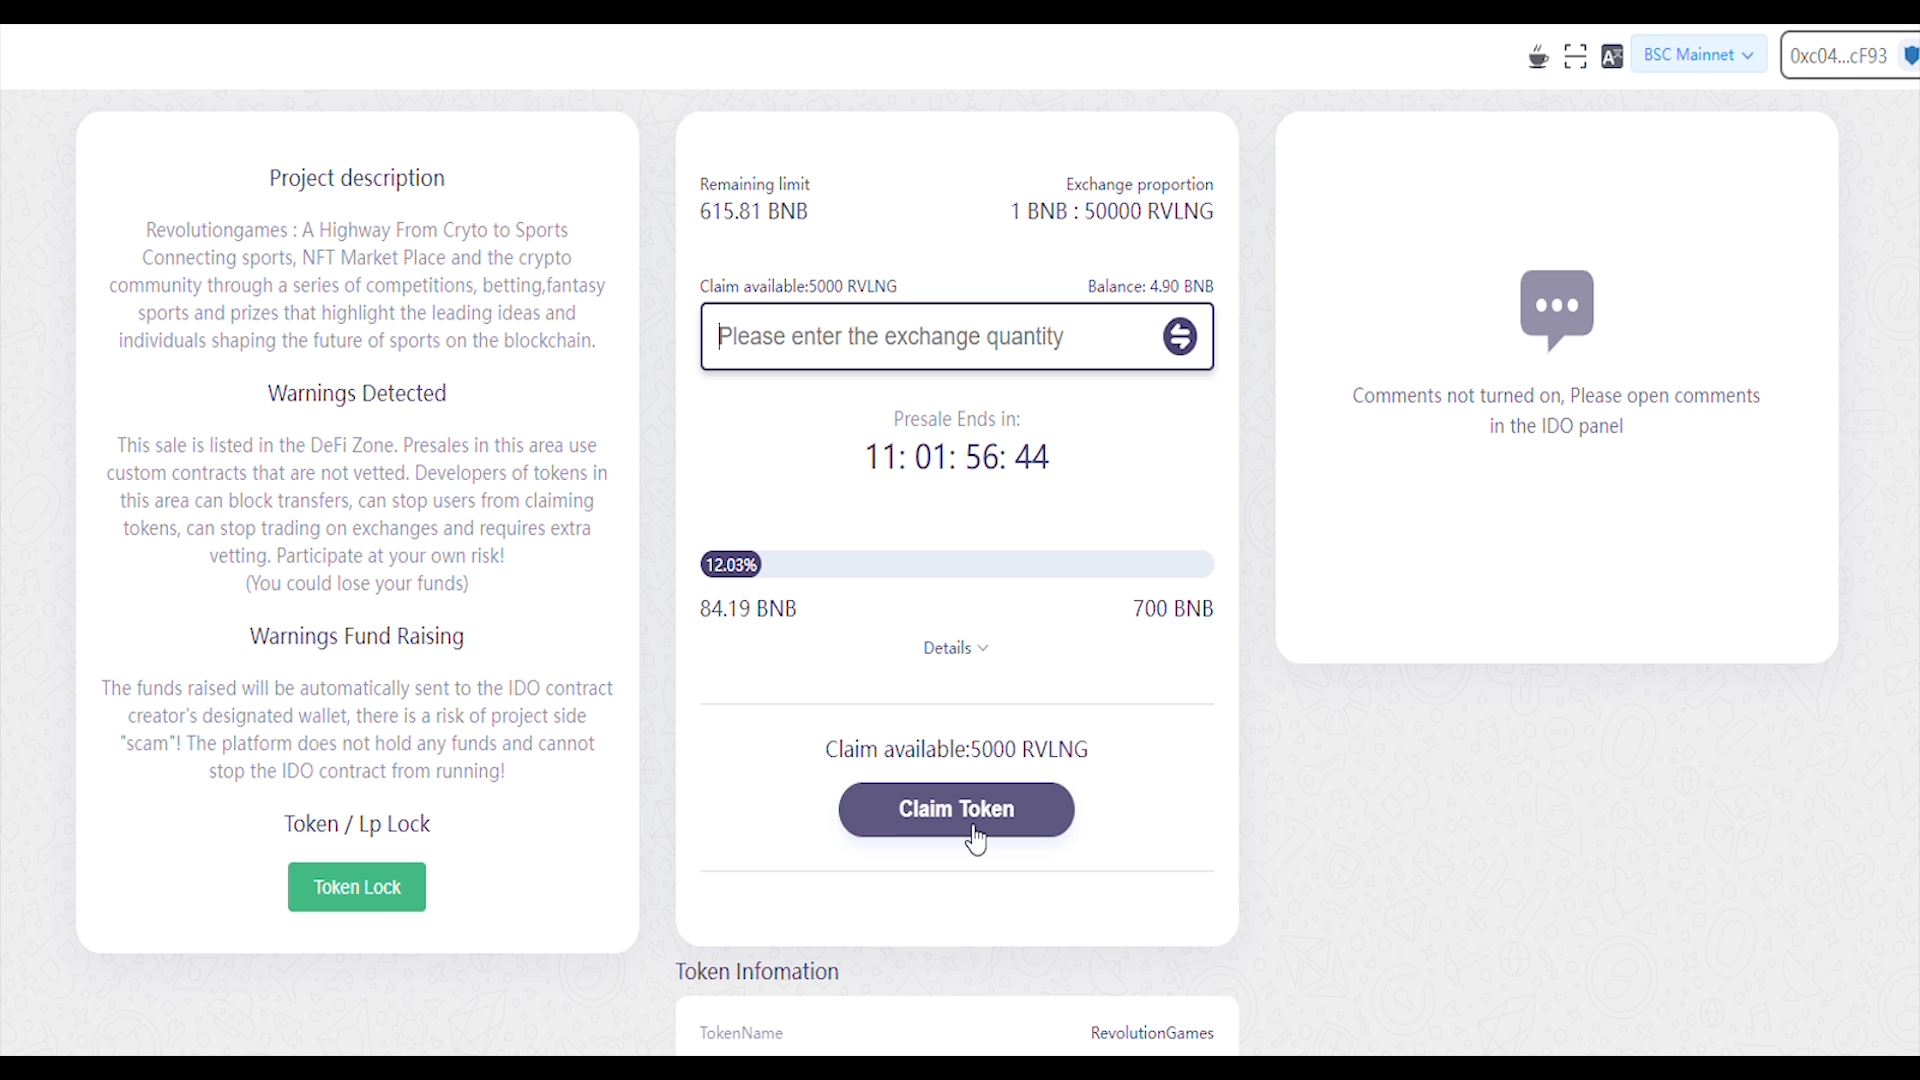 BSC Mainnet
0xc04...cF93
Project description
Revolutiongames : A Highway From Cryto to Sports
Connecting sports, NFT Market Place and the crypto
community through a series of competitions, betting,fantasy
sports and prizes that highlight the leading ideas and
individuals shaping the future of sports on the blockchain.
Warnings Detected
This sale is listed in the DeFi Zone. Presales in this area use
custom contracts that are not vetted. Developers of tokens in
this area can block transfers, can stop users from claiming
tokens, can stop trading on exchanges and requires extra
vetting. Participate at your own risk!
(You could lose your funds)
Warnings Fund Raising
The funds raised will be automatically sent to the IDO contract
creator's designated wallet, there is a risk of project side
"scam"! The platform does not hold any funds and cannot
stop the IDO contract from running!
Token / Lp Lock
Token Lock
Remaining limit
Exchange proportion
615.81 BNB
1 BNB : 50000 RVLNG
Claim available:5000 RVLNG
Balance: 4.90 BNB
Please enter the exchange quantity
Presale Ends in:
11: 01: 56: 44
12.03%
84.19 BNB
700 BNB
Details
Claim available:5000 RVLNG
Claim Token
Token Infomation
TokenName
RevolutionGames
Comments not turned on, Please open comments
in the IDO panel